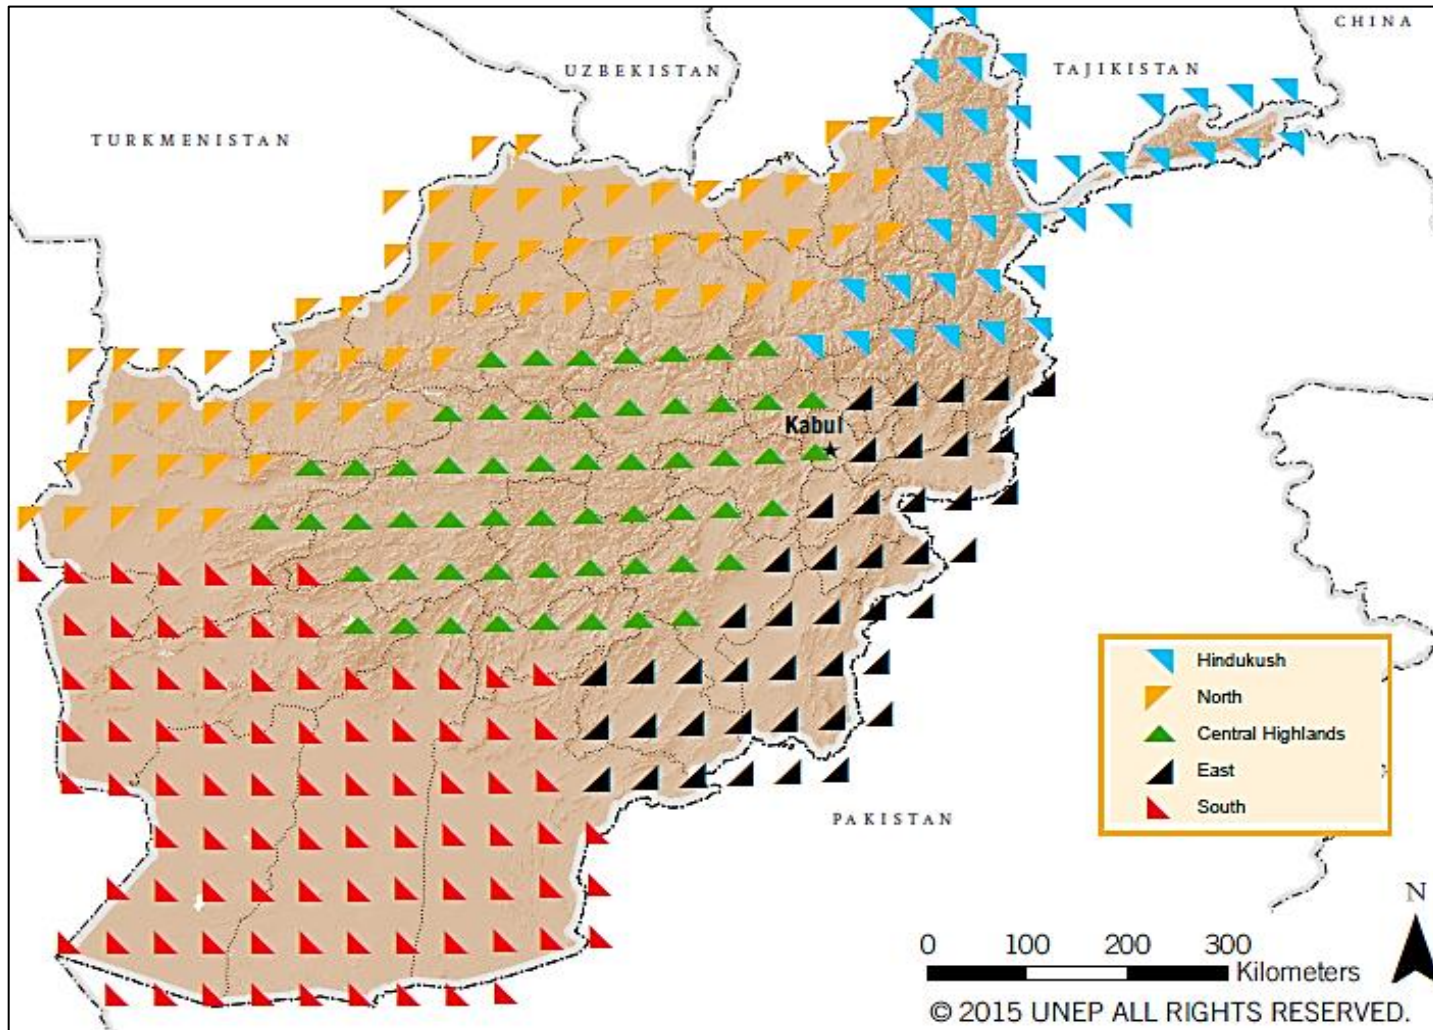 CHINA
UZBEKISTAN
TAJIKISTAN
TURKMENISTAN
Kabul
Hindukush
North
Central Highlands
East
South
PAKISTAN
N
0 100 200 300
Kilometers
© 2015 UNEP ALL RIGHTS RESERVED.